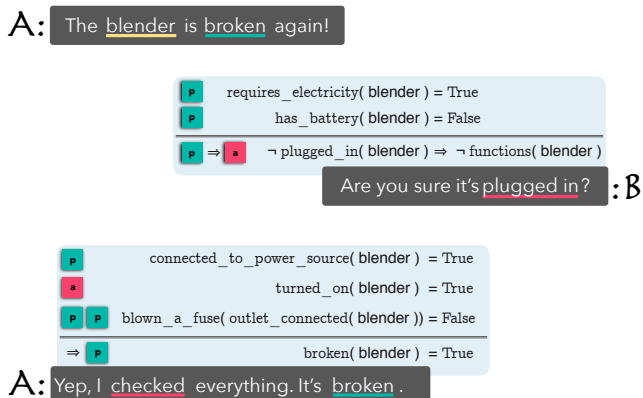 A: The blender is broken again!
p requires_electricity( blender ) = True
p has_battery( blender ) = False
p ⇒ a ¬ plugged_in( blender ) ⇒ ¬ functions( blender )
Are you sure it's plugged in? :B
p connected_to_power_source( blender ) = True
a turned_on( blender ) = True
p p blown_a_fuse( outlet_connected( blender )) = False
⇒ p broken( blender ) = True
A: Yep, I checked everything. It's broken.